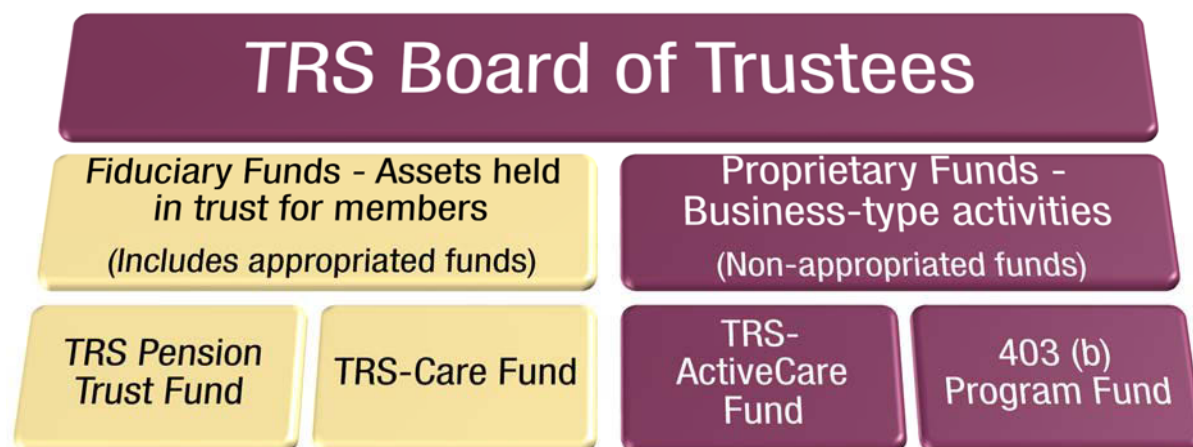 TRS Board of Trustees
Fiduciary Funds - Assets held
in trust for members
(Includes appropriated funds)
Proprietary Funds -
Business-type activities
(Non-appropriated funds)
TRS Pension
Trust Fund
TRS-Care Fund
TRS-
ActiveCare
Fund
403 (b)
Program Fund